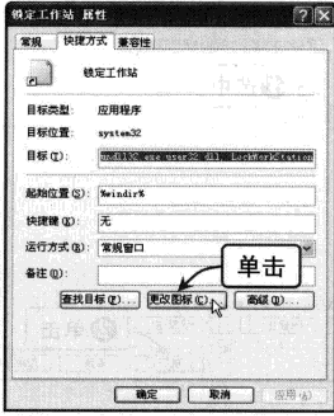 锁定工作站 属性
常规 快捷方式 兼容性
锁定工作站
目标类型: 应用程序
目标位置: system32
目标(T): undll32.exe user32.dll, LockWorkStation
起始位置(S): %windir%
快捷键(K): 无
运行方式(R): 常规窗口
备注(O):
单击
查找目标(F)... 更改图标(C)... 高级(D)...
确定 取消 应用(A)